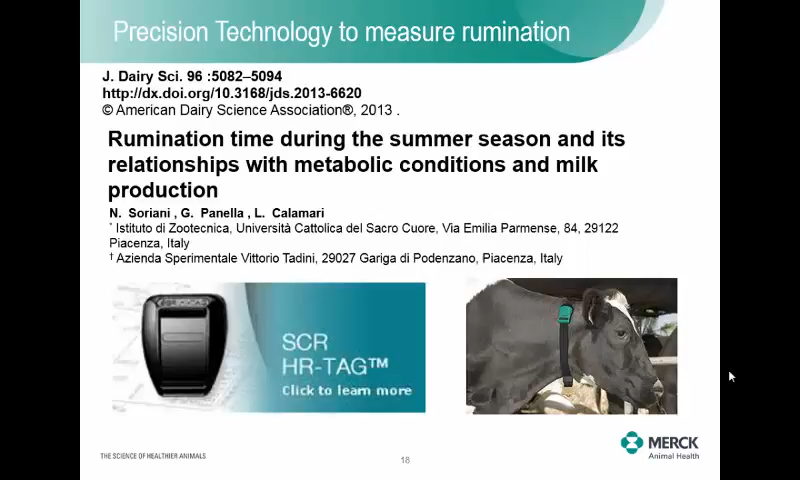 Precision Technology to measure rumination
J. Dairy Sci. 96 :5082–5094
http://dx.doi.org/10.3168/jds.2013-6620
© American Dairy Science Association®, 2013 .
Rumination time during the summer season and its
relationships with metabolic conditions and milk
production
N. Soriani , G. Panella , L. Calamari
* Istituto di Zootecnica, Università Cattolica del Sacro Cuore, Via Emilia Parmense, 84, 29122
Piacenza, Italy
† Azienda Sperimentale Vittorio Tadini, 29027 Gariga di Podenzano, Piacenza, Italy
SCR
HR-TAG™
Click to learn more
MERCK
Animal Health
THE SCIENCE OF HEALTHIER ANIMALS
18